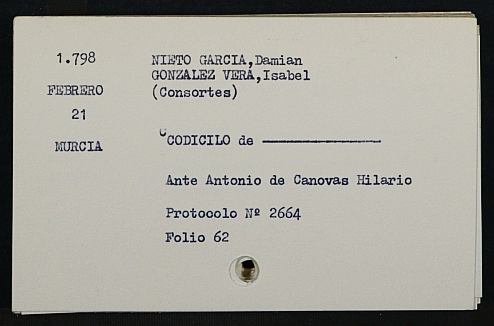 1.798
FEBRERO
21
MURCIA
NIETO GARCIA,Damian
GONZALEZ VERA,Isabel
(Consortes)
CODICILO de
Ante Antonio de Canovas Hilario
Protocolo Nº 2664
Folio 62